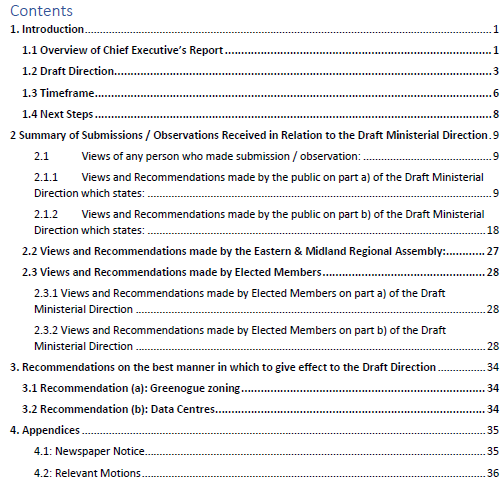 Contents
1. Introduction 1
1.1 Overview of Chief Executive's Report 1
1.2 Draft Direction 3
1.3 Timeframe 6
1.4 Next Steps 8
2 Summary of Submissions / Observations Received in Relation to the Draft Ministerial Direction. 9
2.1 Views of any person who made submission / observation: 9
2.1.1 Views and Recommendations made by the public on part a) of the Draft Ministerial
Direction which states: 9
2.1.2 Views and Recommendations made by the public on part b) of the Draft Ministerial
Direction which states: 18
2.2 Views and Recommendations made by the Eastern & Midland Regional Assembly: 27
2.3 Views and Recommendations made by Elected Members 28
2.3.1 Views and Recommendations made by Elected Members on part a) of the Draft
Ministerial Direction 28
2.3.2 Views and Recommendations made by Elected Members on part b) of the Draft
Ministerial Direction 28
3. Recommendations on the best manner in which to give effect to the Draft Direction 34
3.1 Recommendation (a): Greenogue zoning 34
3.2 Recommendation (b): Data Centres 34
4. Appendices 35
4.1: Newspaper Notice 35
4.2: Relevant Motions 36